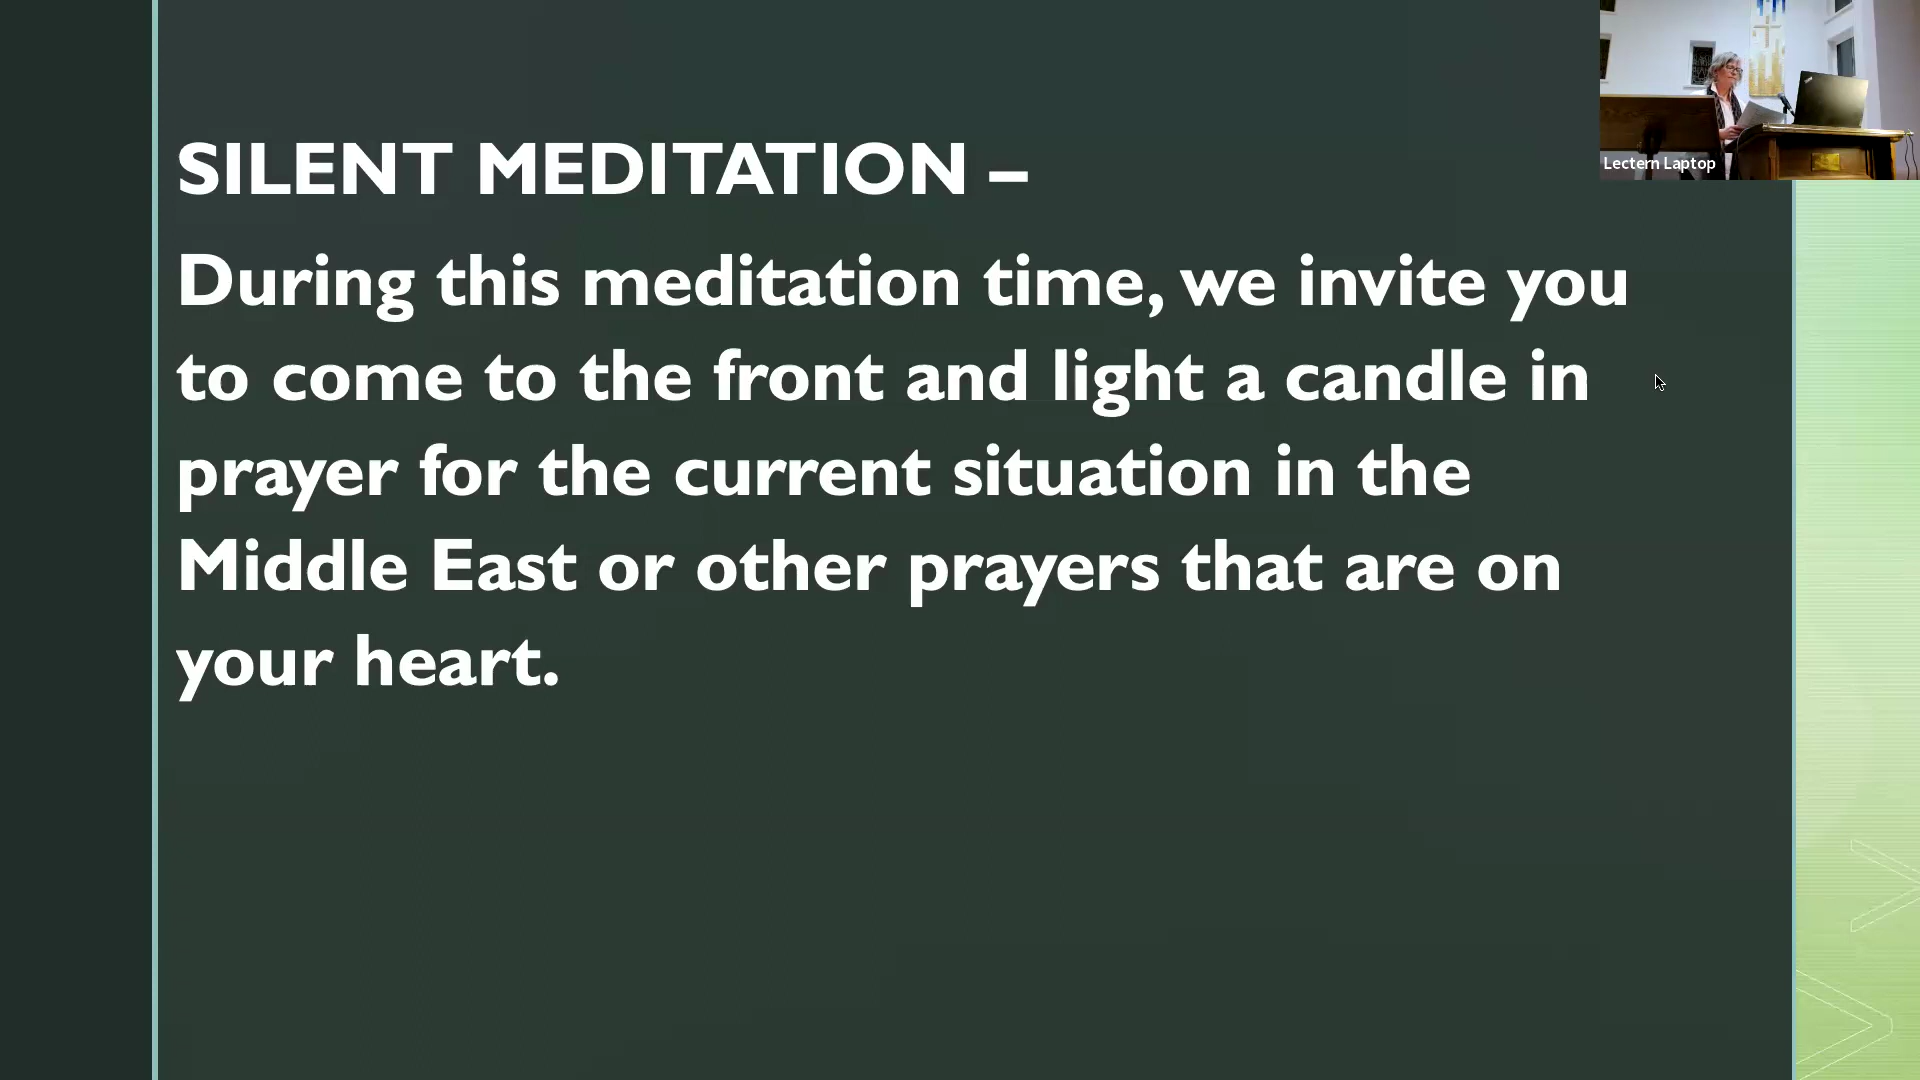 SILENT MEDITATION –
During this meditation time, we invite you
to come to the front and light a candle in
prayer for the current situation in the
Middle East or other prayers that are on
your heart.
Lectern Laptop